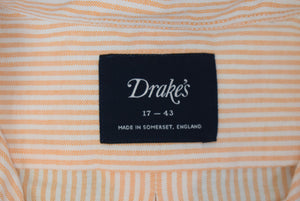 Drake's
17 — 43
MADE IN SOMERSET, ENGLAND